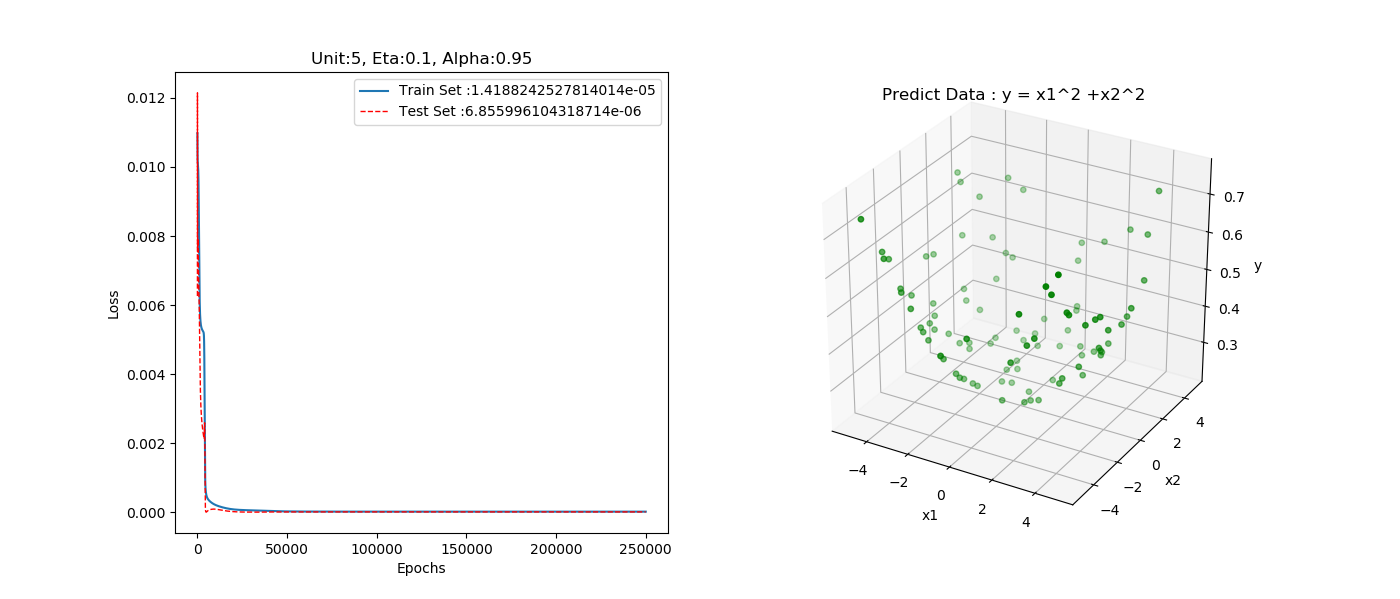 Unit:5, Eta:0.1, Alpha:0.95
Train Set :1.4188242527814014e-05
Test Set :6.855996104318714e-06
0.012
0.010
0.008
0.006
0.004
0.002
0.000
Loss
0 50000 100000 150000 200000 250000
Epochs
Predict Data : y = x1^2 +x2^2
0.7
0.6
0.5
0.4
0.3
y
−4 −2 0 2 4
x1
4
2
0
−2
−4
x2